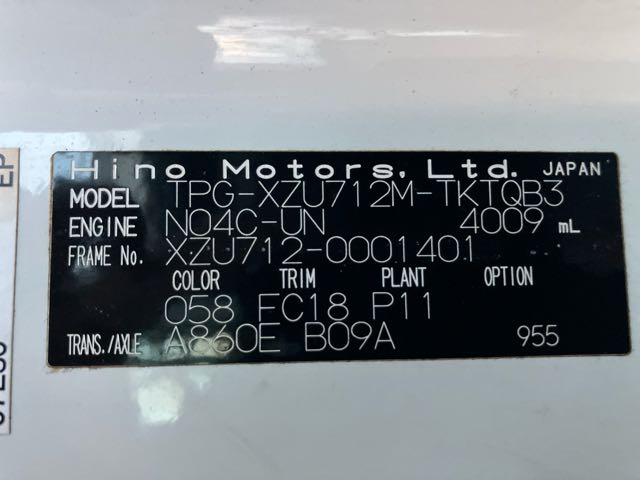 Hino Motors, Ltd. JAPAN
MODEL TPG-XZU712M-TKTQB3
ENGINE N04C-UN 4009 mL
FRAME No. XZU712-0001401
COLOR TRIM PLANT OPTION
058 FC18 P11
TRANS./AXLE A860E B09A 955
EP